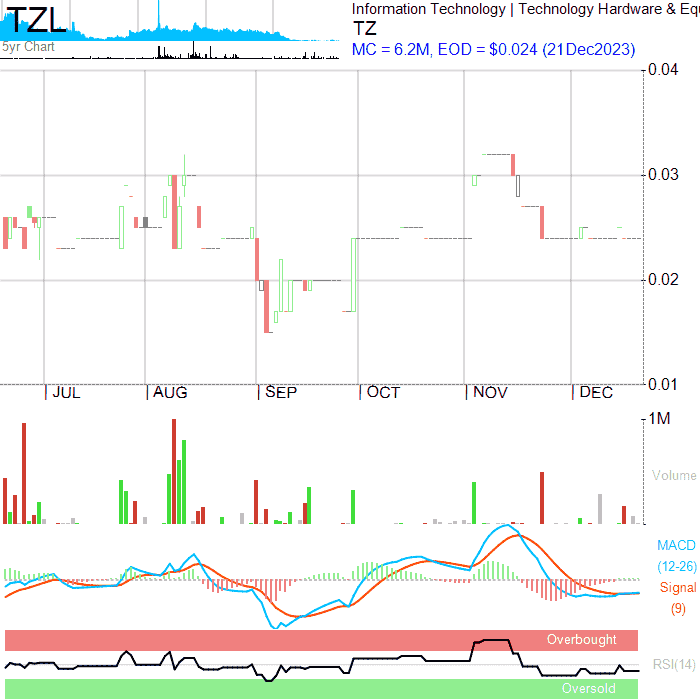 TZL
5yr Chart
Information Technology | Technology Hardware & Equ
TZ
MC = 6.2M, EOD = $0.024 (21Dec2023)
0.04
0.03
0.02
0.01
JUL
AUG
SEP
OCT
NOV
DEC
1M
Volume
MACD
(12-26)
Signal
(9)
Overbought
RSI(14)
Oversold